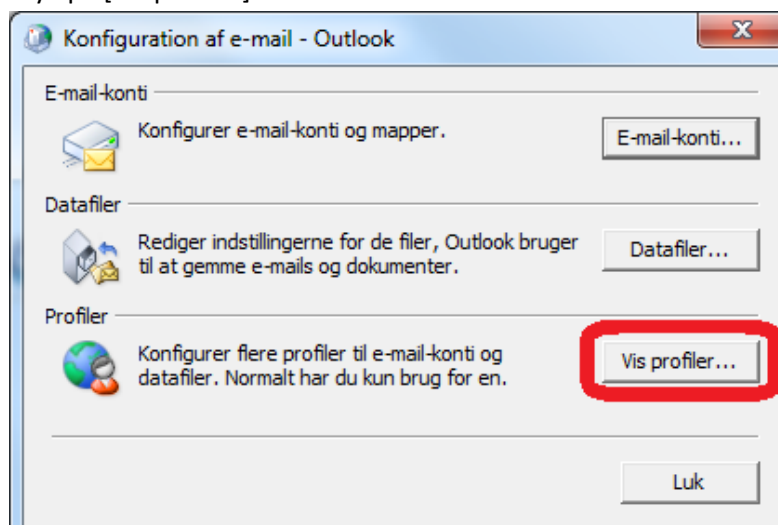 Konfiguration af e-mail - Outlook
E-mail-konti
Konfigurer e-mail-konti og mapper.
E-mail-konti...
Datafiler
Rediger indstillingerne for de filer, Outlook bruger
til at gemme e-mails og dokumenter.
Datafiler...
Profiler
Konfigurer flere profiler til e-mail-konti og
datafiler. Normalt har du kun brug for en.
Vis profiler...
Luk